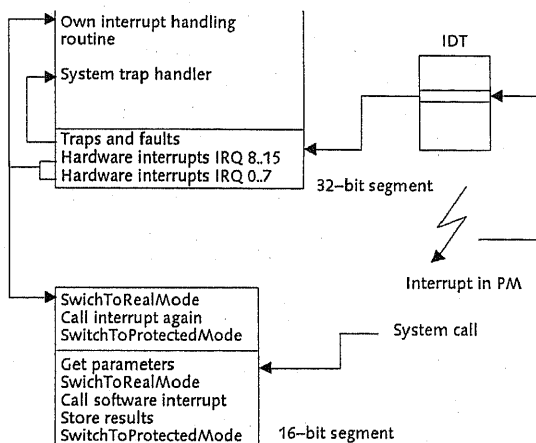 Own interrupt handling
routine
System trap handler
IDT
Traps and faults
Hardware interrupts IRQ 8..15
Hardware interrupts IRQ 0..7
32–bit segment
Interrupt in PM
SwichToRealMode
Call interrupt again
SwitchToProtectedMode
System call
Get parameters
SwichToRealMode
Call software interrupt
Store results
SwitchToProtectedMode
16–bit segment